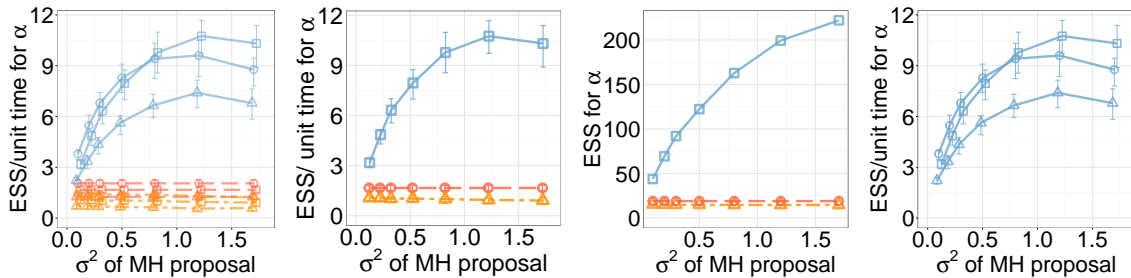 ESS/unit time for α
12
9
6
3
0
0.0 0.5 1.0 1.5
σ² of MH proposal
ESS/ unit time for α
12
9
6
3
0
0.0 0.5 1.0 1.5
σ² of MH proposal
ESS for α
200
150
100
50
0
0.5 1.0 1.5
σ² of MH proposal
ESS/unit time for α
12
9
6
3
0
0.0 0.5 1.0 1.5
σ² of MH proposal